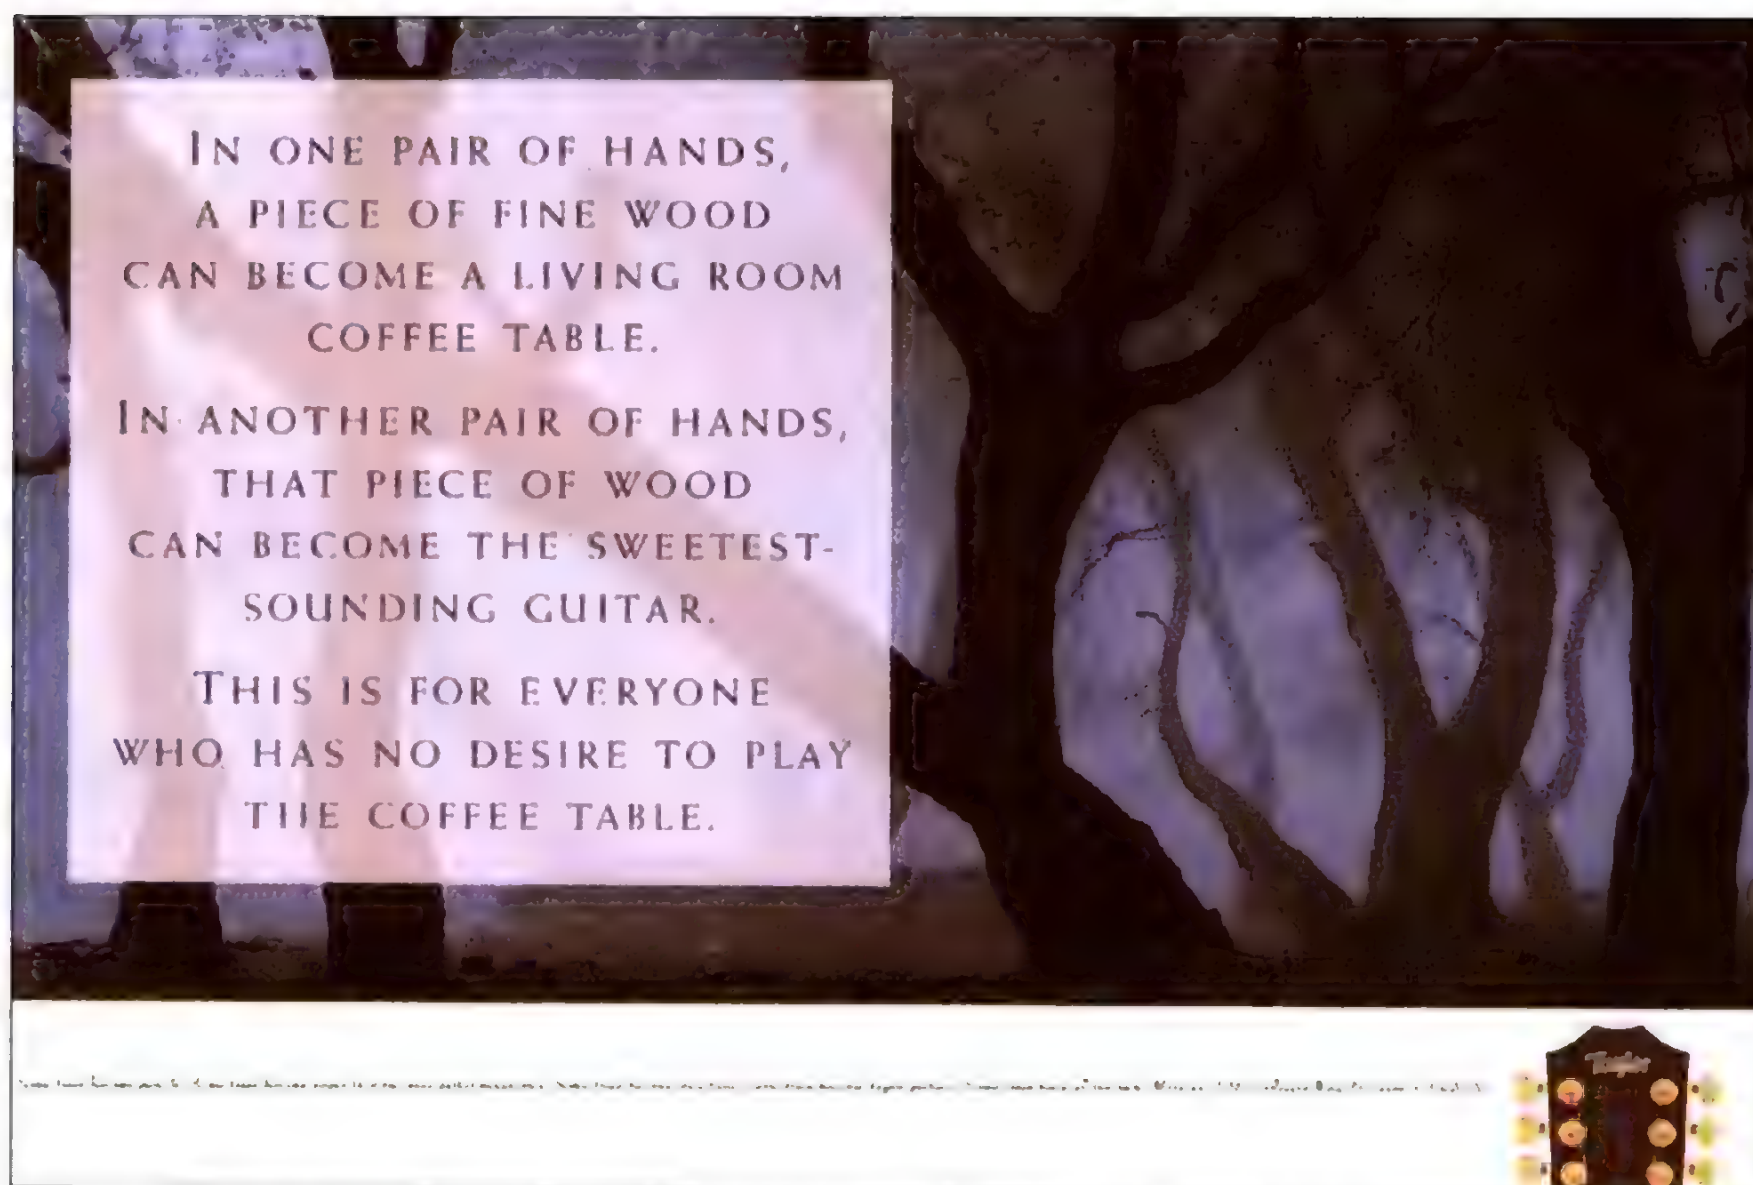 IN ONE PAIR OF HANDS,
A PIECE OF FINE WOOD
CAN BECOME A LIVING ROOM
COFFEE TABLE.
IN ANOTHER PAIR OF HANDS,
THAT PIECE OF WOOD
CAN BECOME THE SWEETEST-
SOUNDING GUITAR.
THIS IS FOR EVERYONE
WHO HAS NO DESIRE TO PLAY
THE COFFEE TABLE.
Taylor